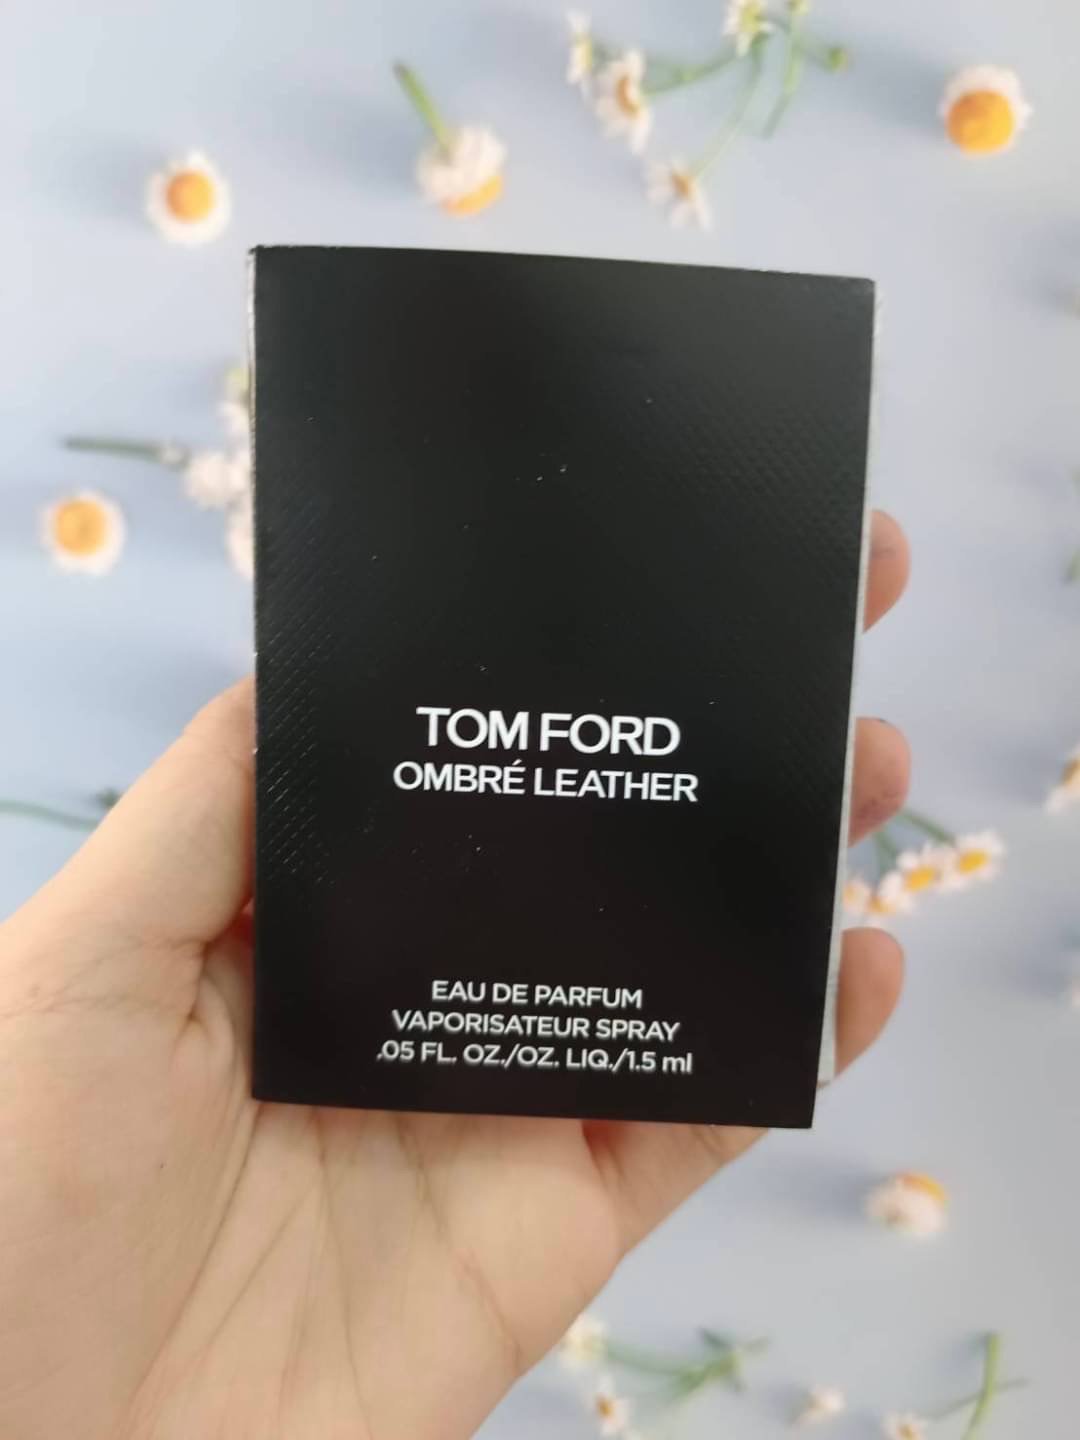 TOM FORD
OMBRÉ LEATHER
EAU DE PARFUM
VAPORISATEUR SPRAY
.05 FL. OZ./OZ. LIQ./1.5 ml